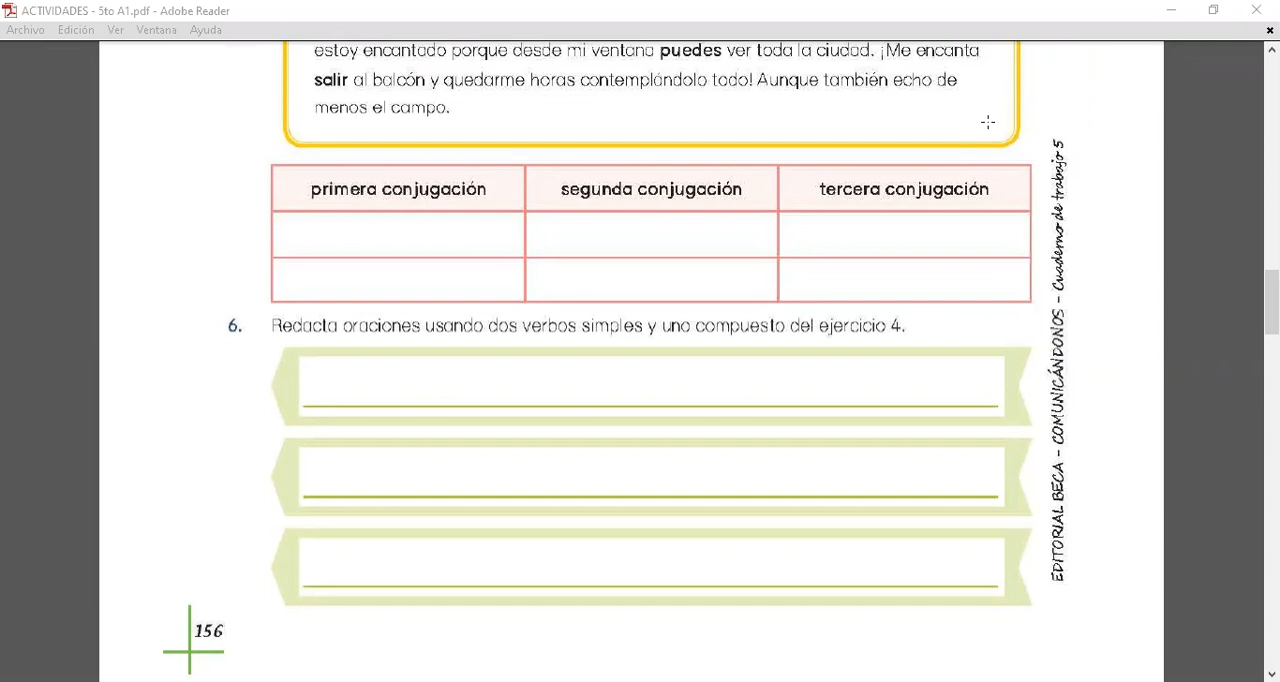 ACTIVIDADES - 5to A1.pdf - Adobe Reader
Archivo Edición Ver Ventana Ayuda
estoy encantado porque desde mi ventana puedes ver toda la ciudad. ¡Me encanta
salir al balcón y quedarme horas contemplándolo todo! Aunque también echo de
menos el campo.
primera conjugación segunda conjugación tercera conjugación
6. Redacta oraciones usando dos verbos simples y uno compuesto del ejercicio 4.
EDITORIAL BECA - COMUNICÁNDONOS - Cuaderno de trabajo 5
156